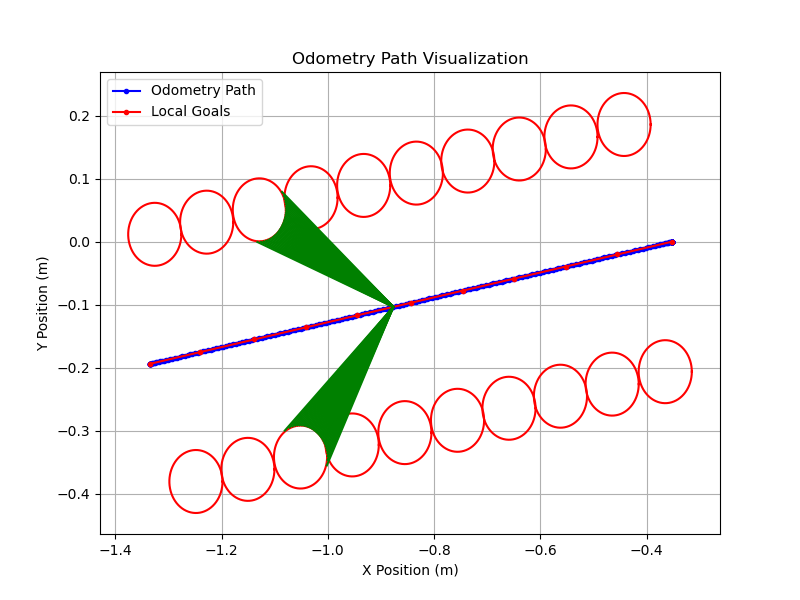 Odometry Path Visualization
Odometry Path
Local Goals
0.2
0.1
0.0
−0.1
−0.2
−0.3
−0.4
Y Position (m)
−1.4
−1.2
−1.0
−0.8
−0.6
−0.4
X Position (m)